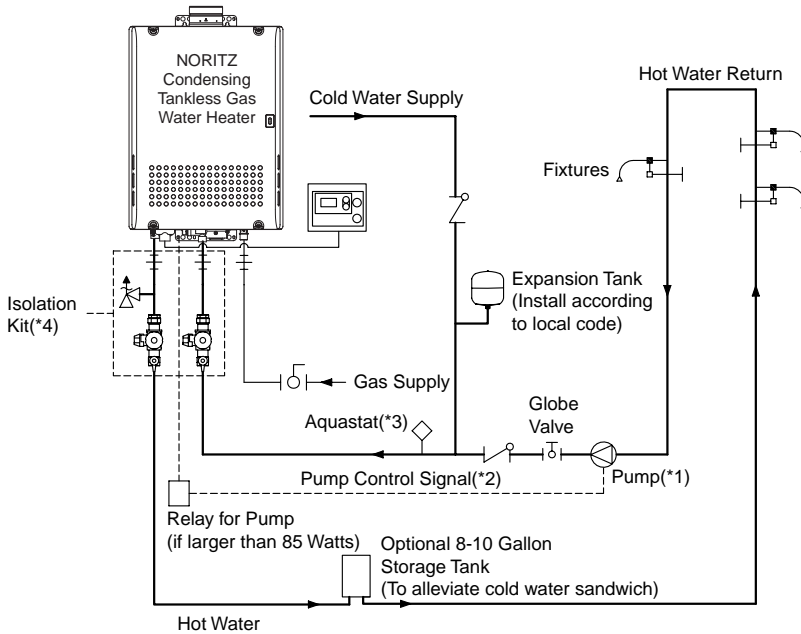 NORITZ
Condensing
Tankless Gas
Water Heater
Hot Water Return
Cold Water Supply
Fixtures
Expansion Tank
(Install according
to local code)
Isolation
Kit(*4)
Gas Supply
Globe
Valve
Aquastat(*3)
Pump Control Signal(*2)
Pump(*1)
Relay for Pump
(if larger than 85 Watts)
Optional 8-10 Gallon
Storage Tank
(To alleviate cold water sandwich)
Hot Water